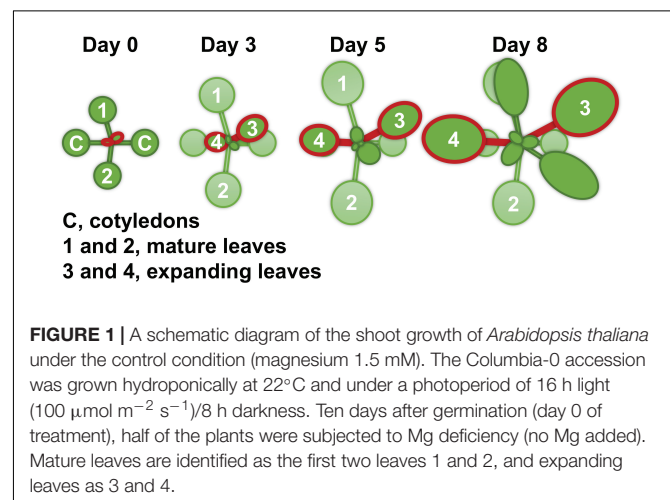 Day 0 Day 3 Day 5 Day 8
1 1 1
C C 4 3 4 3 4 3
2 2 2 2
C, cotyledons
1 and 2, mature leaves
3 and 4, expanding leaves
FIGURE 1 | A schematic diagram of the shoot growth of Arabidopsis thaliana
under the control condition (magnesium 1.5 mM). The Columbia-0 accession
was grown hydroponically at 22°C and under a photoperiod of 16 h light
(100 μmol m−2 s−1)/8 h darkness. Ten days after germination (day 0 of
treatment), half of the plants were subjected to Mg deficiency (no Mg added).
Mature leaves are identified as the first two leaves 1 and 2, and expanding
leaves as 3 and 4.